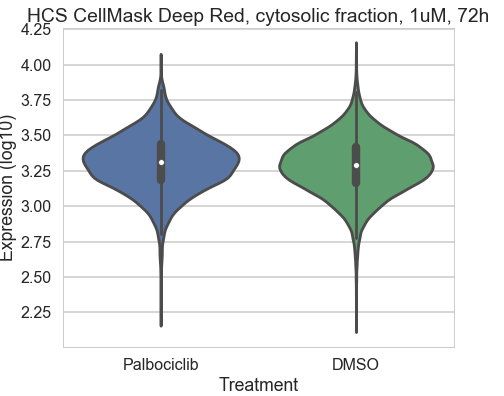 HCS CellMask Deep Red, cytosolic fraction, 1uM, 72h
Expression (log10)
4.25
4.00
3.75
3.50
3.25
3.00
2.75
2.50
2.25
Palbociclib DMSO
Treatment